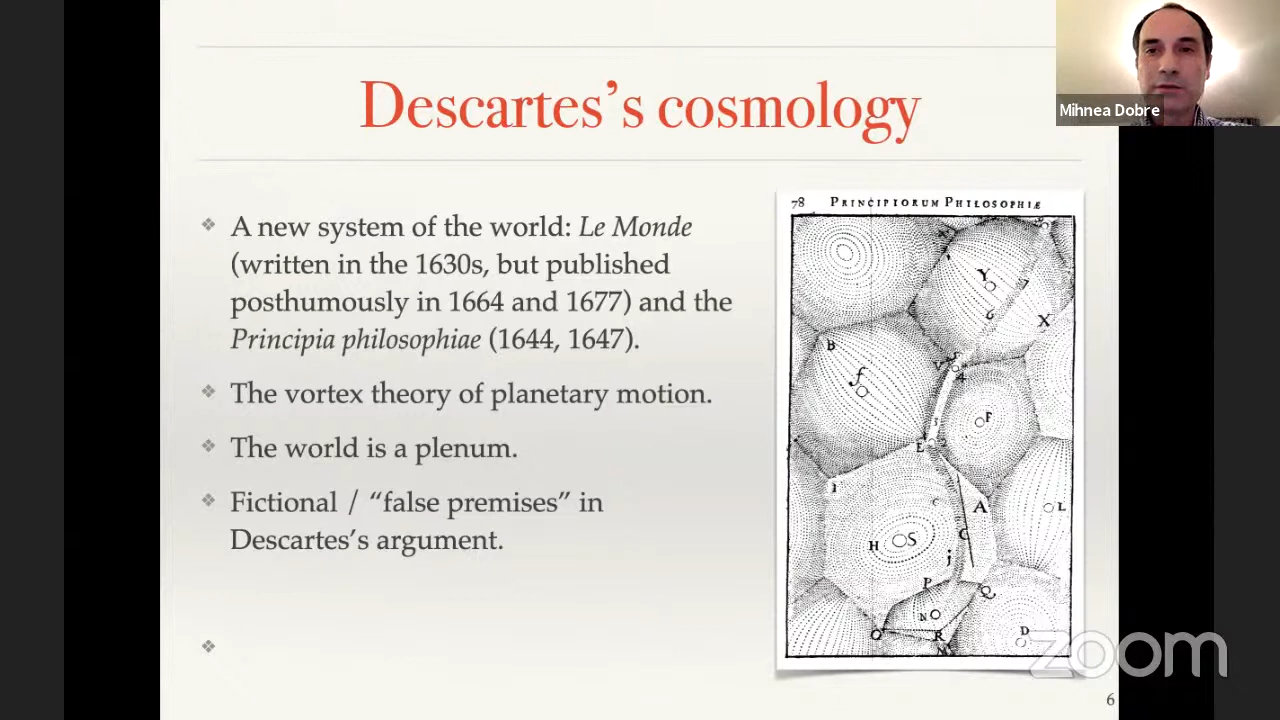 Descartes’s cosmology
Mihnea Dobre
❖ A new system of the world: Le Monde
(written in the 1630s, but published
posthumously in 1664 and 1677) and the
Principia philosophiae (1644, 1647).
❖ The vortex theory of planetary motion.
❖ The world is a plenum.
❖ Fictional / “false premises” in
Descartes’s argument.
❖
78 PRINCIPIORUM PHILOSOPHIÆ
Y
X
B
f
4
F
E
I
A
L
H
S
C
j
P
Q
N
O
R
D
zoom
6